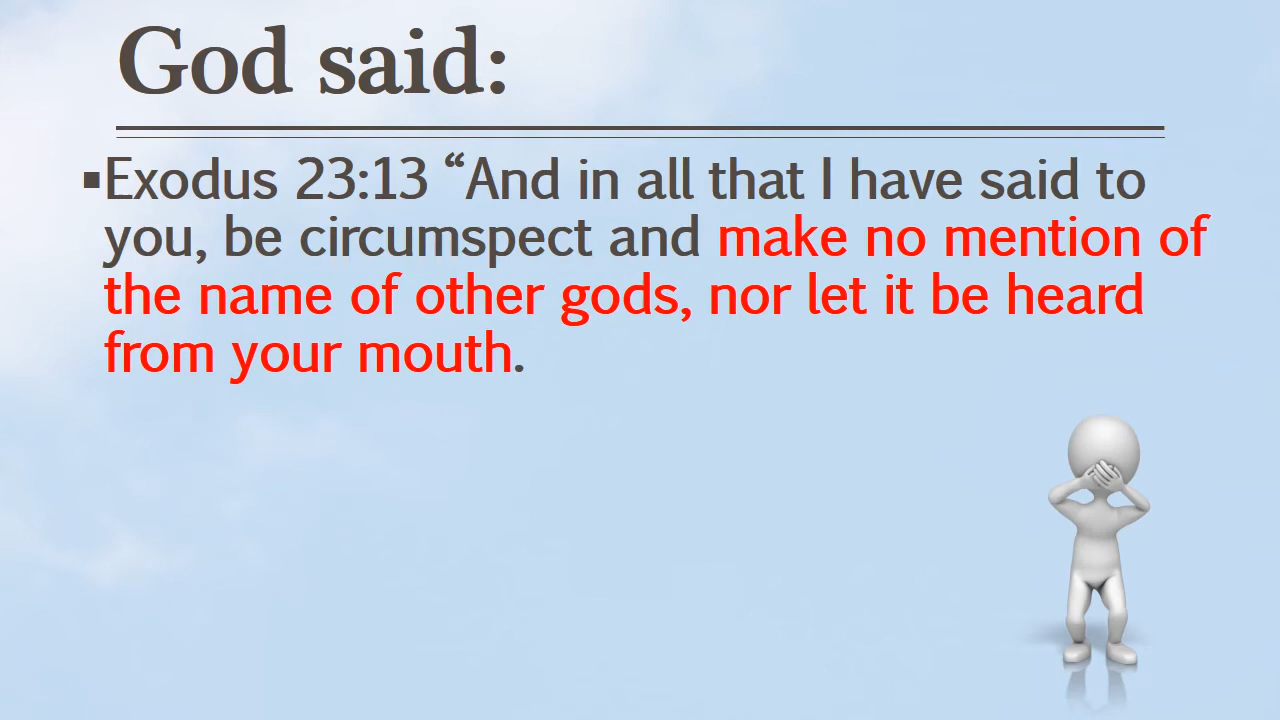 God said:
▪Exodus 23:13 “And in all that I have said to
you, be circumspect and make no mention of
the name of other gods, nor let it be heard
from your mouth.